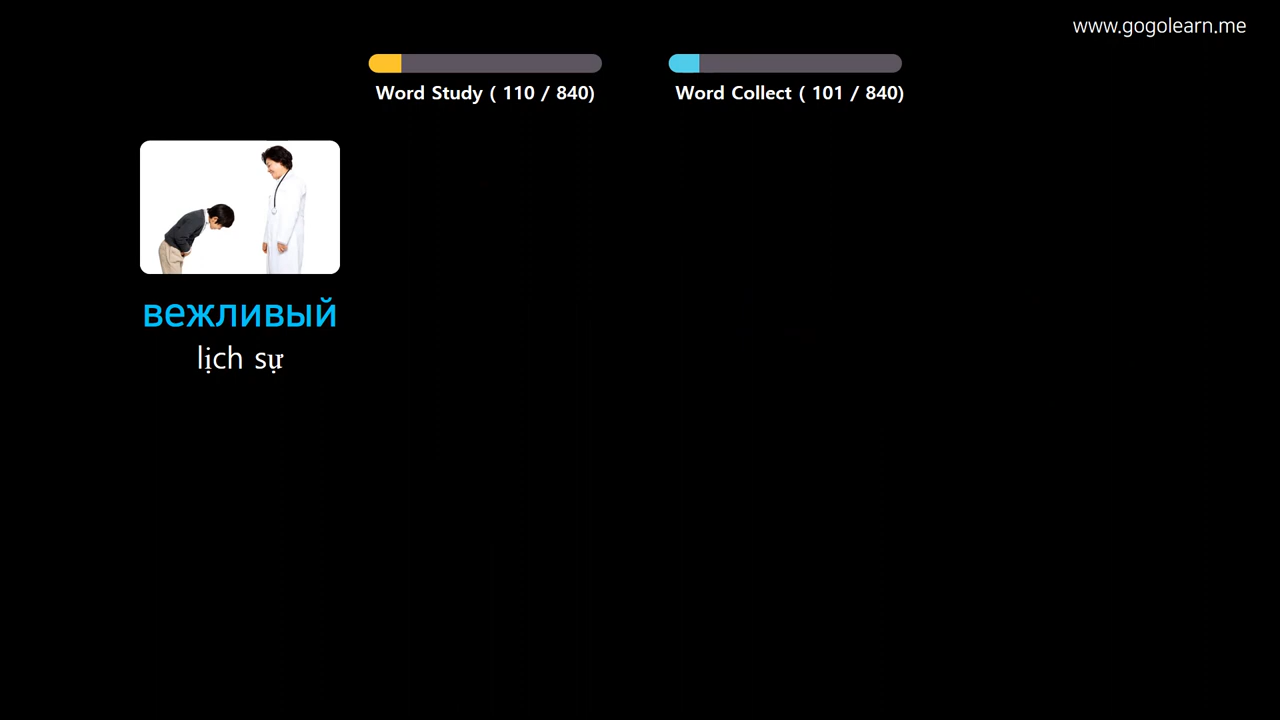 www.gogolearn.me
Word Study ( 110 / 840)
Word Collect ( 101 / 840)
вежливый
lịch sự